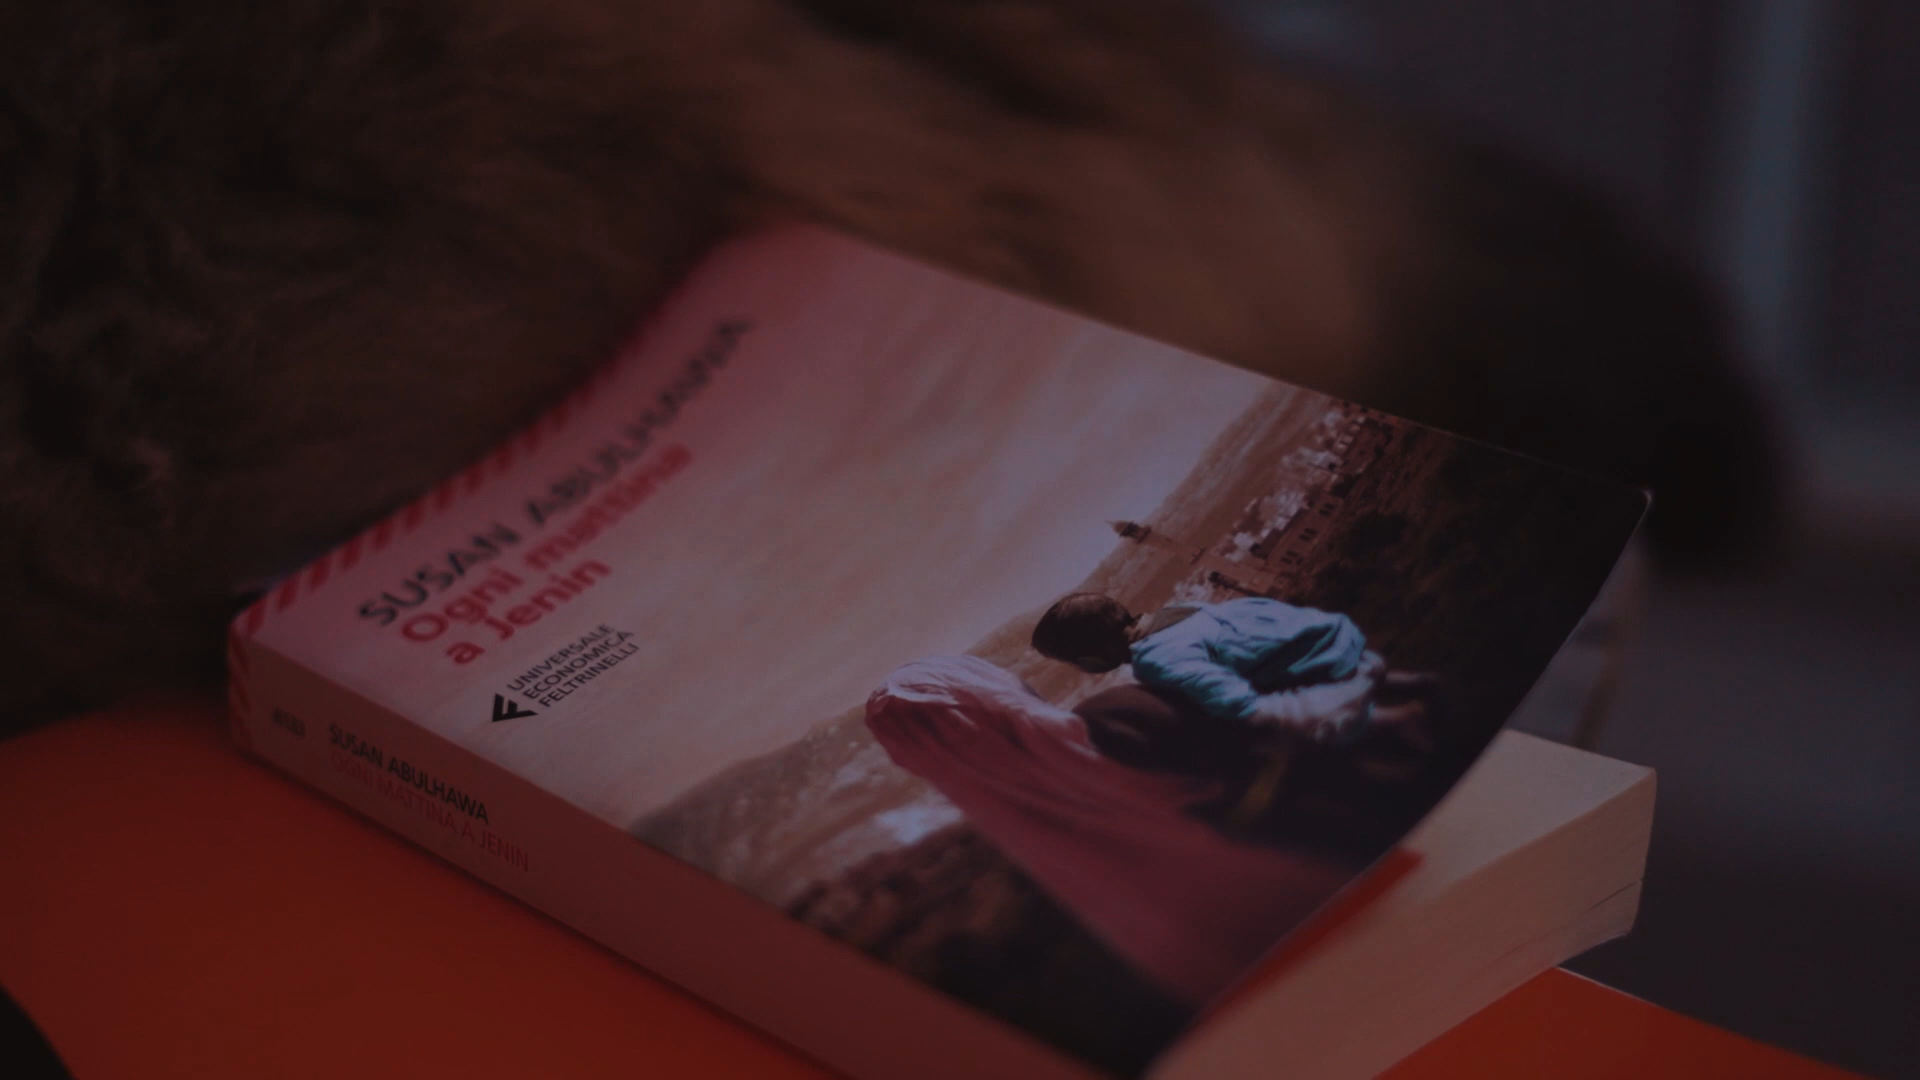 SUSAN ABULHAWA
Ogni mattina
a Jenin
UNIVERSALE
ECONOMICA
FELTRINELLI
SUSAN ABULHAWA
OGNI MATTINA A JENIN